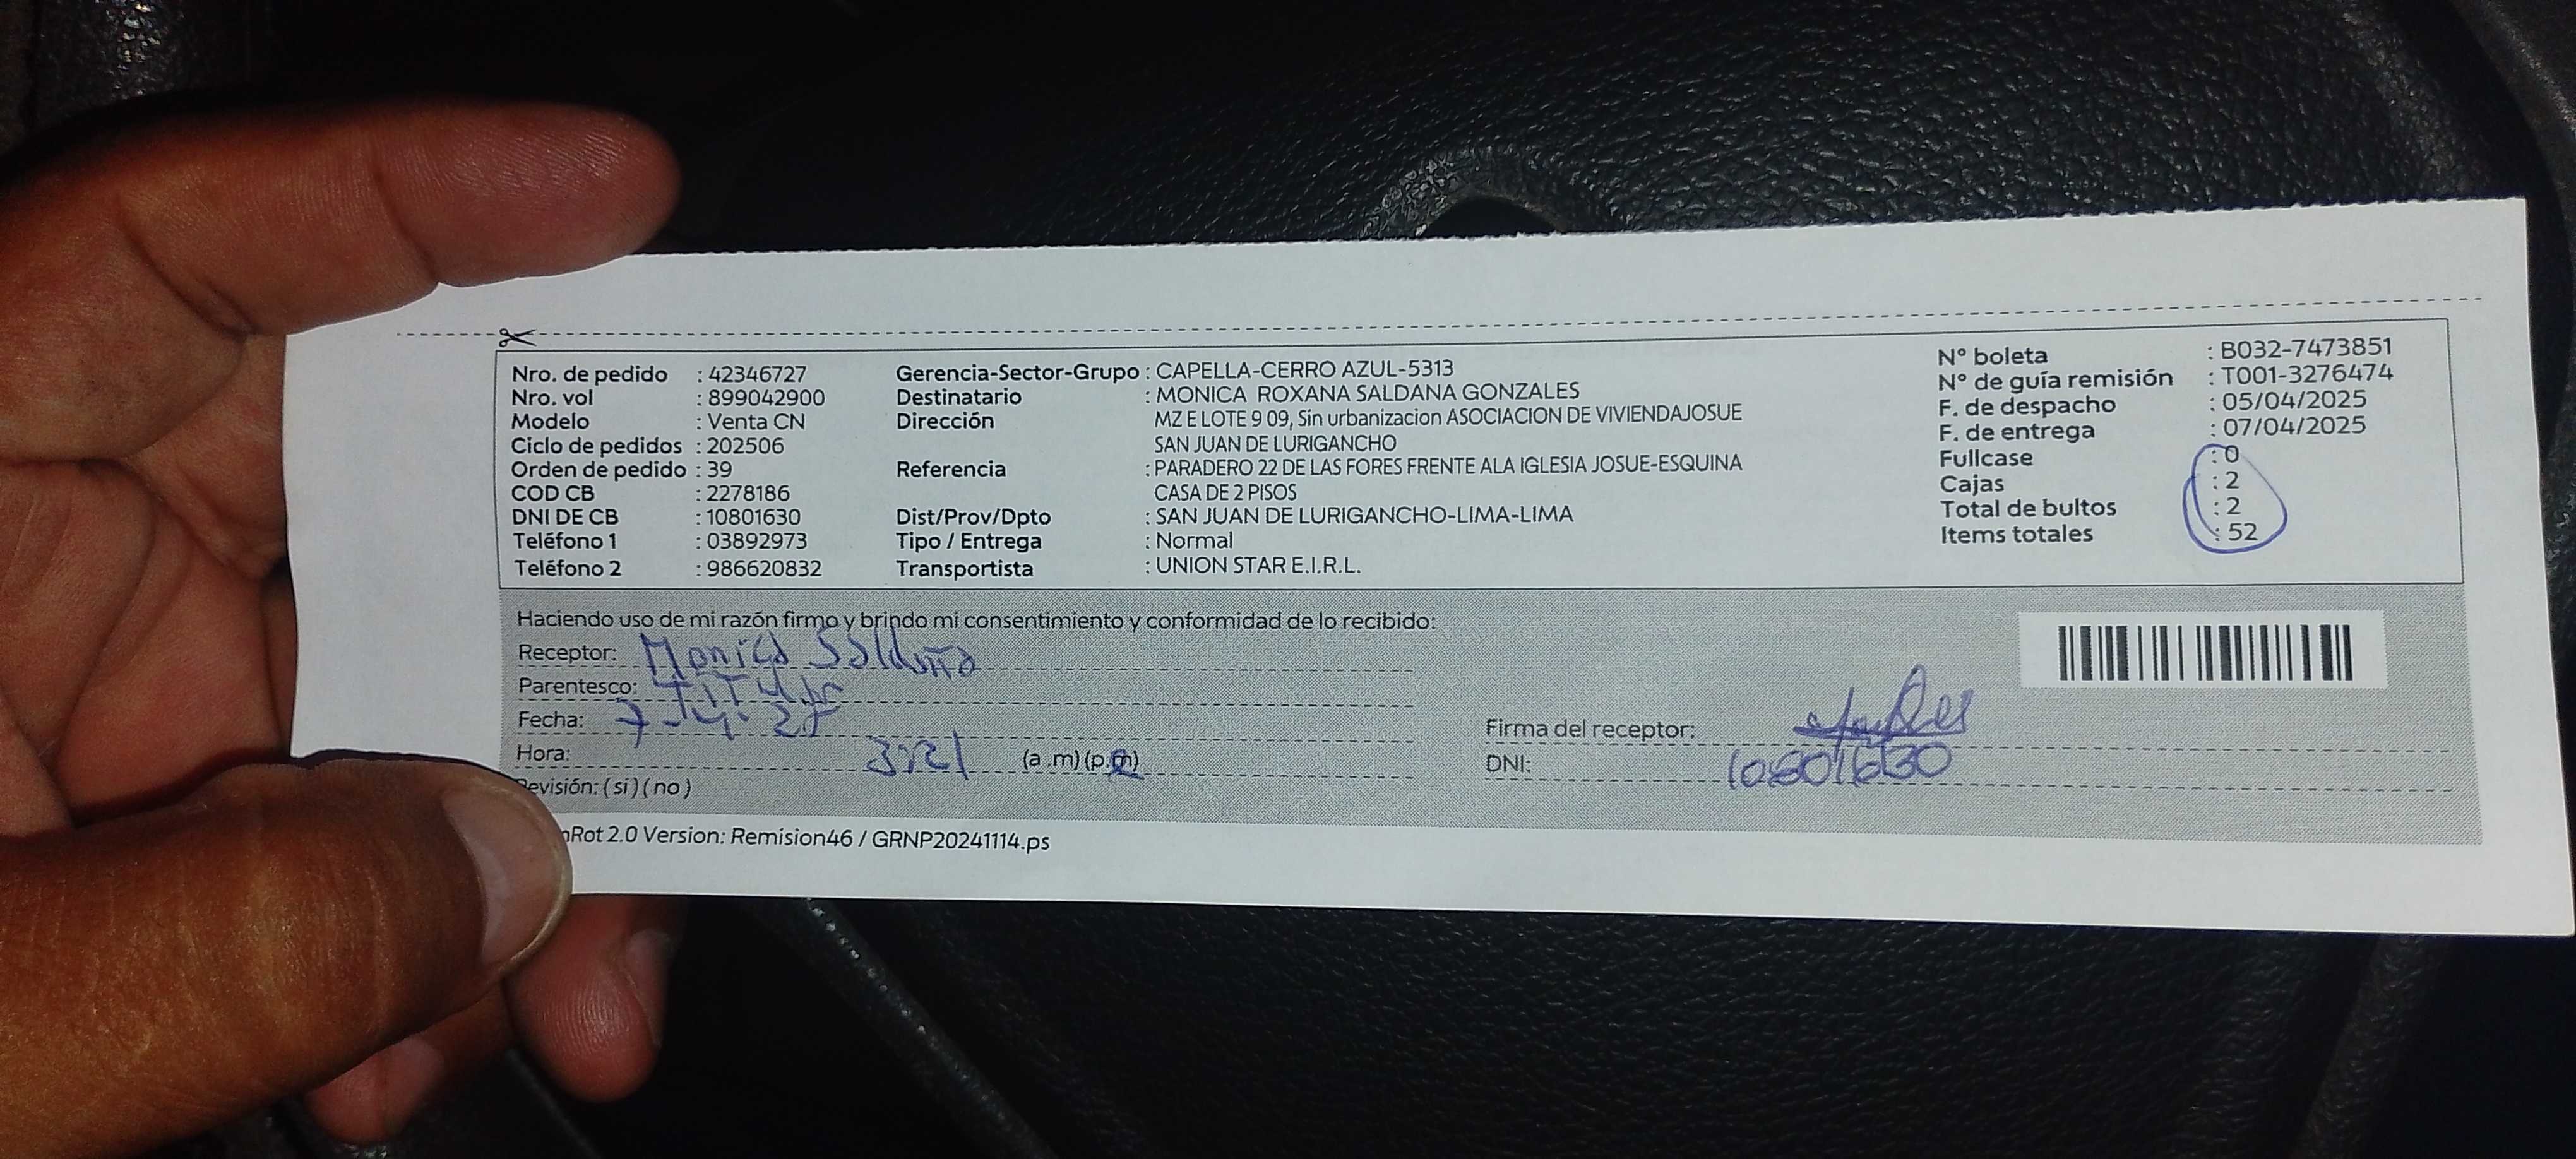 Nro. de pedido : 42346727
Nro. vol : 899042900
Modelo : Venta CN
Ciclo de pedidos : 202506
Orden de pedido : 39
COD CB : 2278186
DNI DE CB : 10801630
Teléfono 1 : 03892973
Teléfono 2 : 986620832
Gerencia-Sector-Grupo : CAPELLA-CERRO AZUL-5313
Destinatario : MONICA ROXANA SALDANA GONZALES
Dirección MZ E LOTE 9 09, Sin urbanizacion ASOCIACION DE VIVIENDAJOSUE
SAN JUAN DE LURIGANCHO
Referencia : PARADERO 22 DE LAS FORES FRENTE ALA IGLESIA JOSUE-ESQUINA
CASA DE 2 PISOS
Dist/Prov/Dpto : SAN JUAN DE LURIGANCHO-LIMA-LIMA
Tipo / Entrega : Normal
Transportista : UNION STAR E.I.R.L.
N° boleta : B032-7473851
N° de guía remisión : T001-3276474
F. de despacho : 05/04/2025
F. de entrega : 07/04/2025
Fullcase : 0
Cajas : 2
Total de bultos : 2
Items totales : 52
Haciendo uso de mi razón firmo y brindo mi consentimiento y conformidad de lo recibido:
Receptor: Monica Saldaña
Parentesco: TITULAR
Fecha: 7-4-25
Hora: 3:21 (a .m) (p.m)
Revisión: ( si ) ( no )
Firma del receptor:
DNI: 10801630
nRot 2.0 Version: Remision46 / GRNP20241114.ps